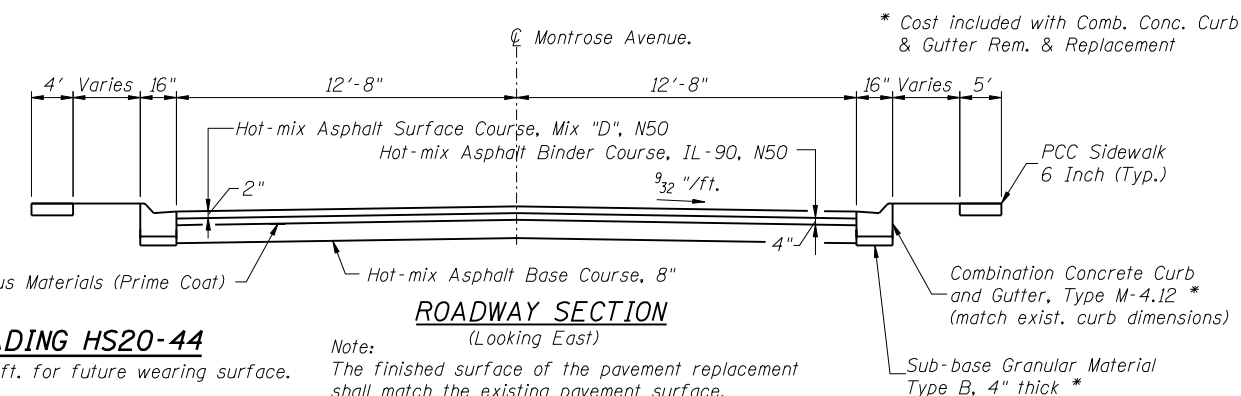 * Cost included with Comb. Conc. Curb
& Gutter Rem. & Replacement
℄ Montrose Avenue.
4' Varies 16" 12'-8" 12'-8" 16" Varies 5'
Hot-mix Asphalt Surface Course, Mix "D", N50
Hot-mix Asphalt Binder Course, IL-90, N50
PCC Sidewalk
6 Inch (Typ.)
2"
9/32 "/ft.
4"
us Materials (Prime Coat)
Hot-mix Asphalt Base Course, 8"
Combination Concrete Curb
and Gutter, Type M-4.12 *
(match exist. curb dimensions)
ROADWAY SECTION
(Looking East)
ADING HS20-44
ft. for future wearing surface.
Note:
The finished surface of the pavement replacement
shall match the existing pavement surface.
Sub-base Granular Material
Type B, 4" thick *